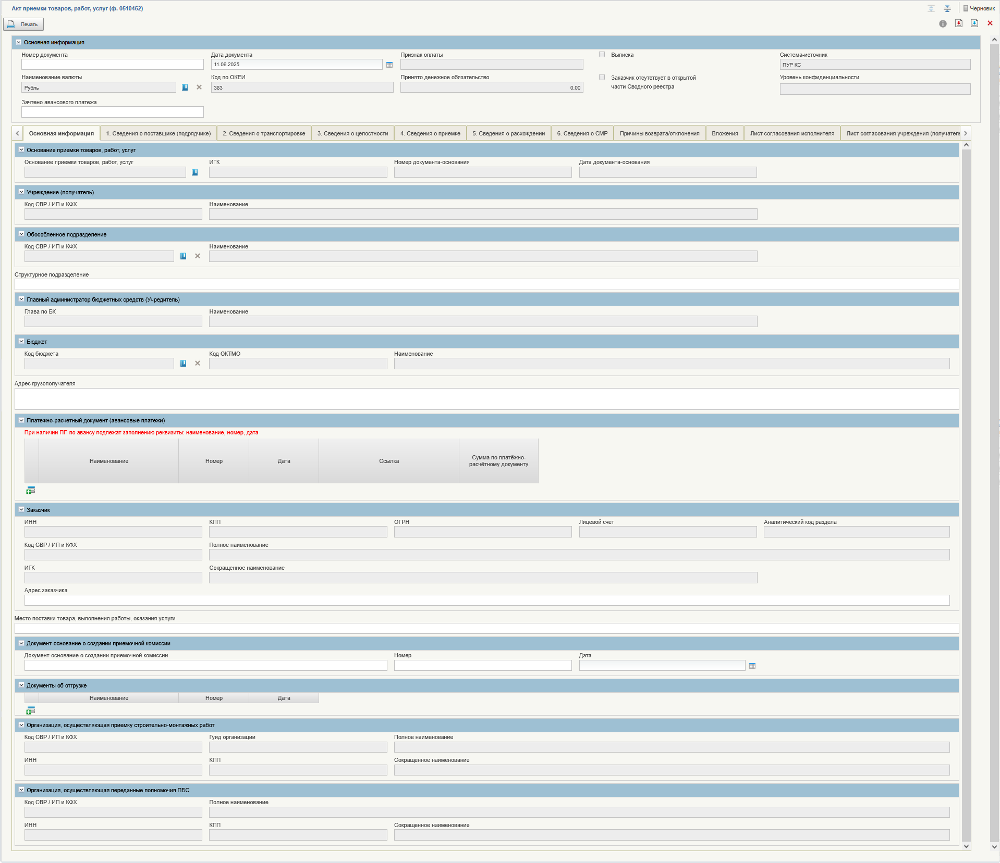 Акт приемки товаров, работ, услуг (ф. 0510452)
Черновик
Печать
Основная информация
Номер документа
Дата документа
Признак оплаты
Выписка
Система-источник
11.09.2025
ПУР КС
Наименование валюты
Код по ОКЕИ
Принято денежное обязательство
Заказчик отсутствует в открытой
части Сводного реестра
Уровень конфиденциальности
Рубль
383
0,00
Зачтено авансового платежа
Основная информация
1. Сведения о поставщике (подрядчике)
2. Сведения о транспортировке
3. Сведения о целостности
4. Сведения о приемке
5. Сведения о расхождении
6. Сведения о СМР
Причины возврата/отклонения
Вложения
Лист согласования исполнителя
Лист согласования учреждения (получателя
Основание приемки товаров, работ, услуг
Основание приемки товаров, работ, услуг
ИГК
Номер документа-основания
Дата документа-основания
Учреждение (получатель)
Код СВР / ИП и КФХ
Наименование
Обособленное подразделение
Код СВР / ИП и КФХ
Наименование
Структурное подразделение
Главный администратор бюджетных средств (Учредитель)
Глава по БК
Наименование
Бюджет
Код бюджета
Код ОКТМО
Наименование
Адрес грузополучателя
Платежно-расчетный документ (авансовые платежи)
При наличии ПП по авансу подлежат заполнению реквизиты: наименование, номер, дата
Наименование
Номер
Дата
Ссылка
Сумма по платёжно-
расчётному документу
Заказчик
ИНН
КПП
ОГРН
Лицевой счет
Аналитический код раздела
Код СВР / ИП и КФХ
Полное наименование
ИГК
Сокращенное наименование
Адрес заказчика
Место поставки товара, выполнения работы, оказания услуги
Документ-основание о создании приемочной комиссии
Документ-основание о создании приемочной комиссии
Номер
Дата
Документы об отгрузке
Наименование
Номер
Дата
Организация, осуществляющая приемку строительно-монтажных работ
Код СВР / ИП и КФХ
Гуид организации
Полное наименование
ИНН
КПП
Сокращенное наименование
Организация, осуществляющая переданные полномочия ПБС
Код СВР / ИП и КФХ
Полное наименование
ИНН
КПП
Сокращенное наименование